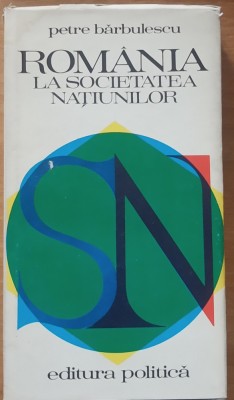 petre bărbulescu
ROMÂNIA
LA SOCIETATEA
NAȚIUNILOR
SN
editura politică